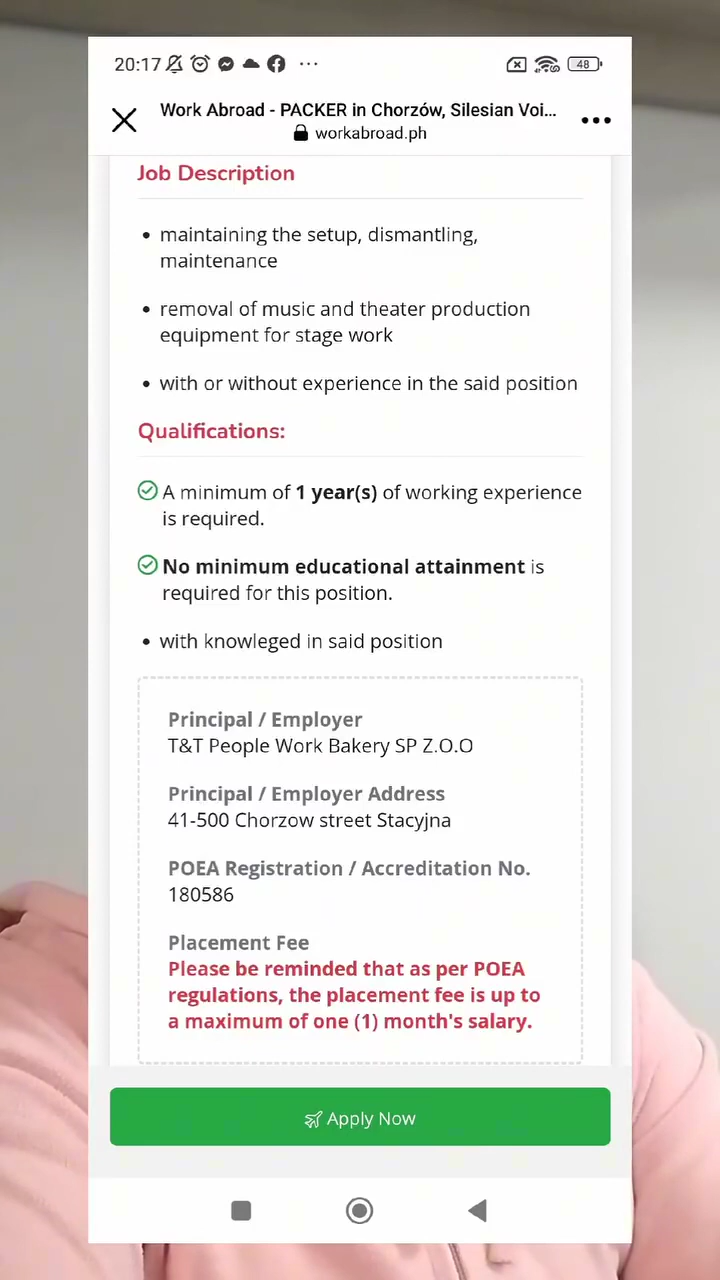 20:17
48
Work Abroad - PACKER in Chorzów, Silesian Voi...
workabroad.ph
Job Description
• maintaining the setup, dismantling,
maintenance
• removal of music and theater production
equipment for stage work
• with or without experience in the said position
Qualifications:
A minimum of 1 year(s) of working experience
is required.
No minimum educational attainment is
required for this position.
• with knowleged in said position
Principal / Employer
T&T People Work Bakery SP Z.O.O
Principal / Employer Address
41-500 Chorzow street Stacyjna
POEA Registration / Accreditation No.
180586
Placement Fee
Please be reminded that as per POEA
regulations, the placement fee is up to
a maximum of one (1) month's salary.
Apply Now